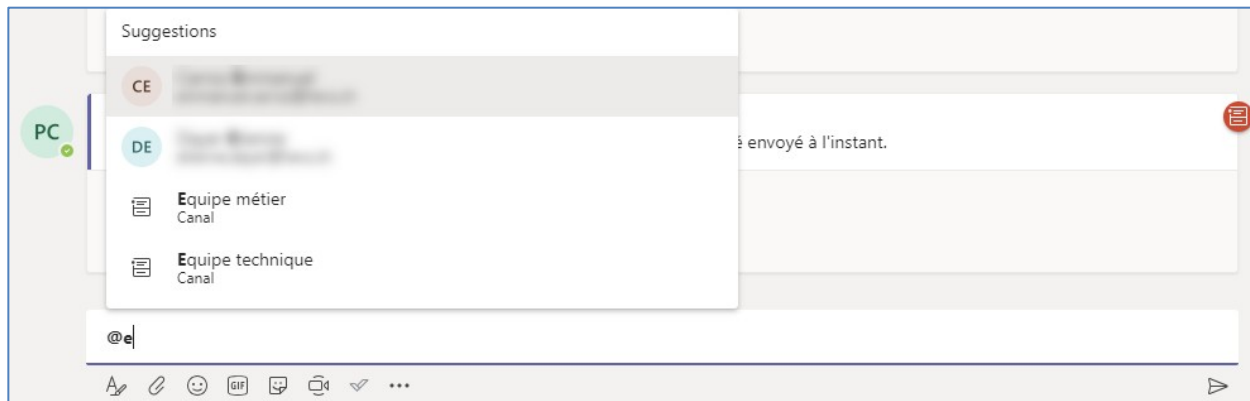 Suggestions
CE
PC
DE
é envoyé à l'instant.
Equipe métier
Canal
Equipe technique
Canal
@e
GIF